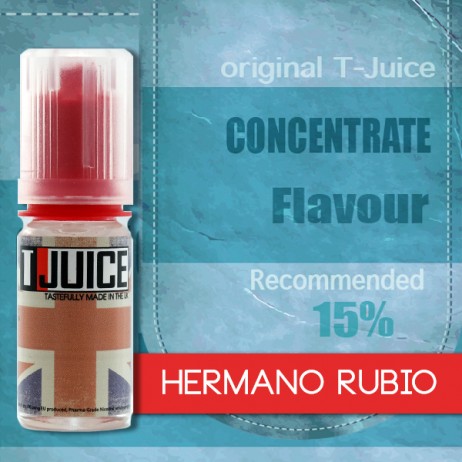 original T-Juice
CONCENTRATE
Flavour
Recommended
15%
HERMANO RUBIO
T JUICE
TASTEFULLY MADE IN THE UK